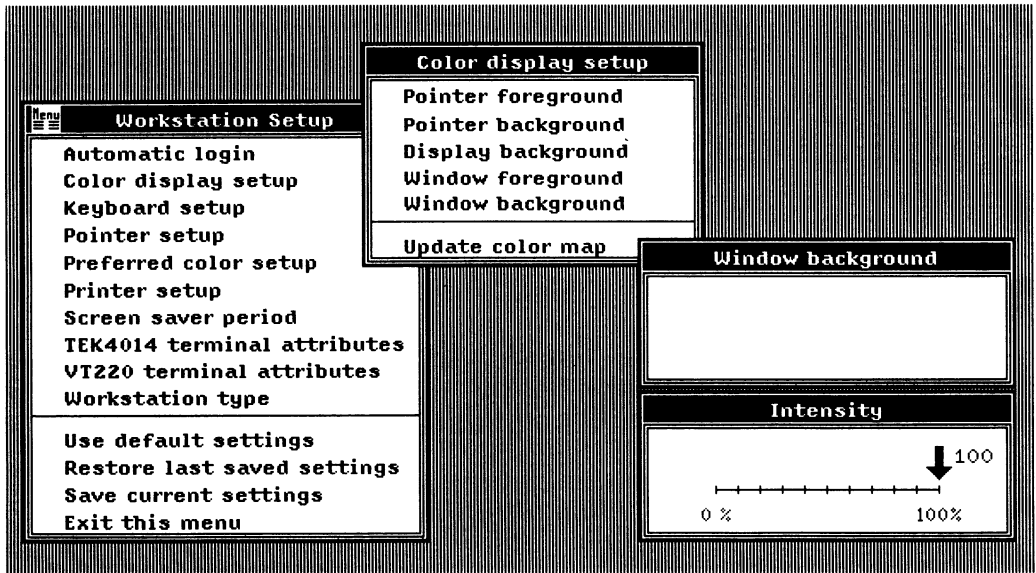 Menu
Workstation Setup
Automatic login
Color display setup
Keyboard setup
Pointer setup
Preferred color setup
Printer setup
Screen saver period
TEK4014 terminal attributes
VT220 terminal attributes
Workstation type
Use default settings
Restore last saved settings
Save current settings
Exit this menu
Color display setup
Pointer foreground
Pointer background
Display background
Window foreground
Window background
Update color map
Window background
Intensity
100
0 %
100%